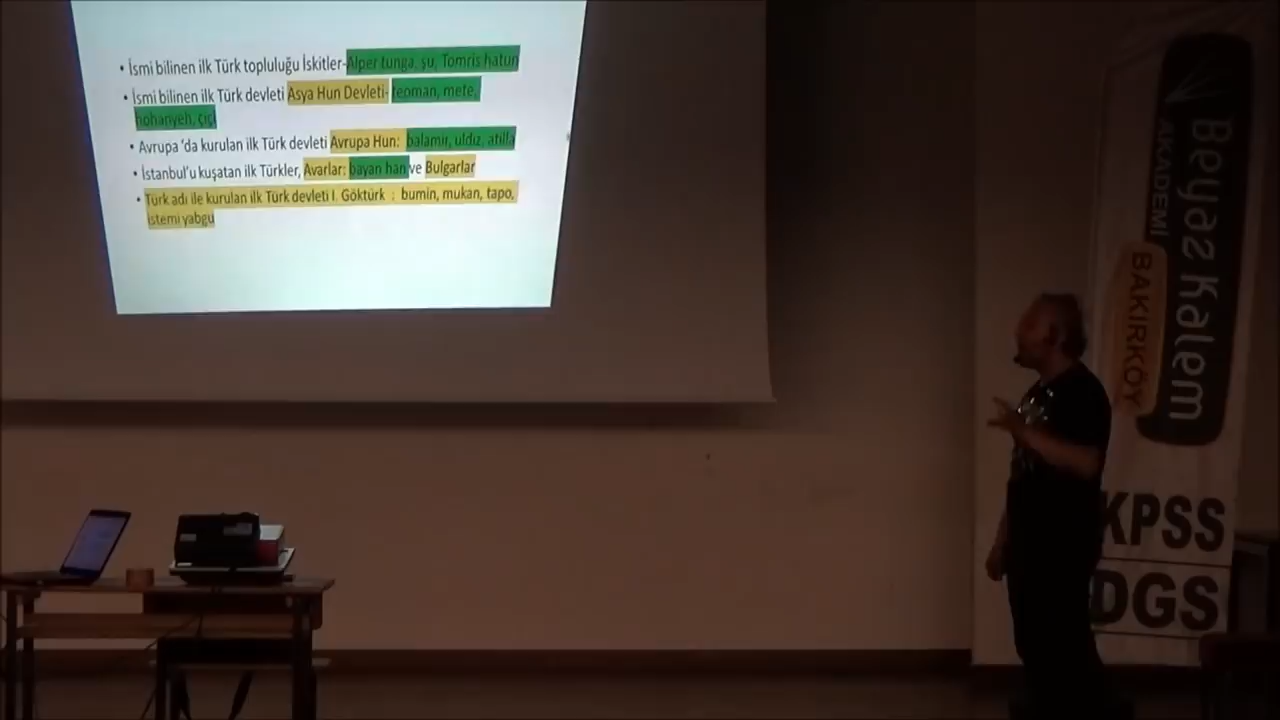 • İsmi bilinen ilk Türk topluluğu İskitler-Alper tunga, şu, Tomris hatun
• İsmi bilinen ilk Türk devleti Asya Hun Devleti- teoman, mete,
hohanyeh, çiçi
• Avrupa 'da kurulan ilk Türk devleti Avrupa Hun: balamir, uldız, atilla
• İstanbul'u kuşatan ilk Türkler, Avarlar: bayan han ve Bulgarlar
• Türk adı ile kurulan ilk Türk devleti I. Göktürk : bumin, mukan, tapo,
istemi yabgu
Beyaz Kalem
AKADEMİ
BAKIRKÖY
KPSS
DGS